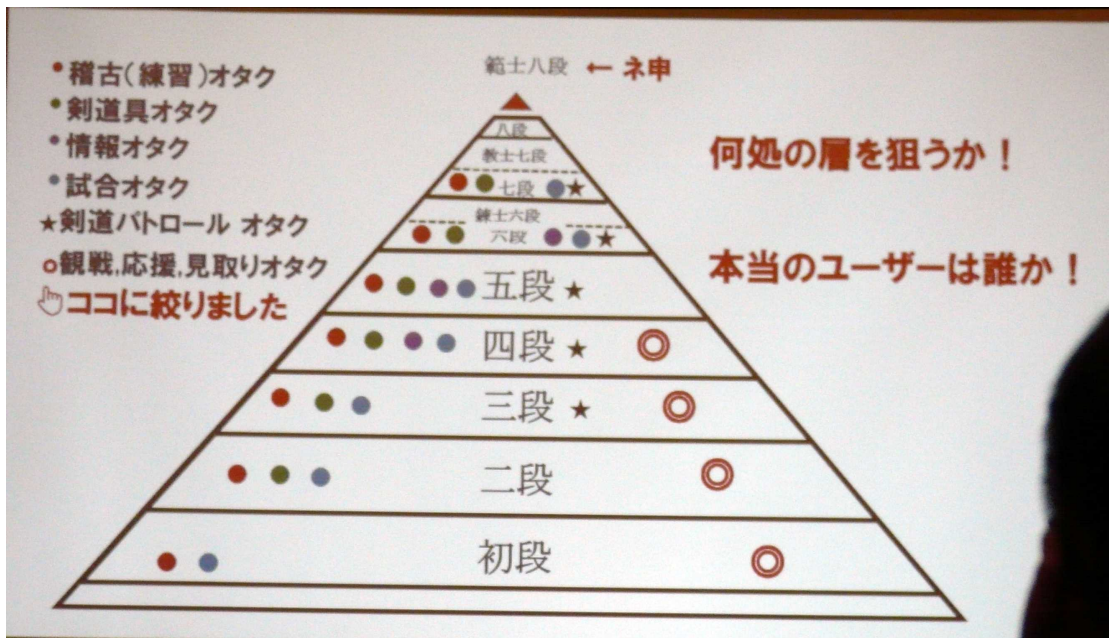 •稽古(練習)オタク
•剣道具オタク
•情報オタク
•試合オタク
★剣道パトロール オタク
◎観戦,応援,見取りオタク
ココに絞りました
範士八段 ← ネ申
八段
教士七段
七段
錬士六段
六段
五段
四段
三段
二段
初段
何処の層を狙うか！
本当のユーザーは誰か！